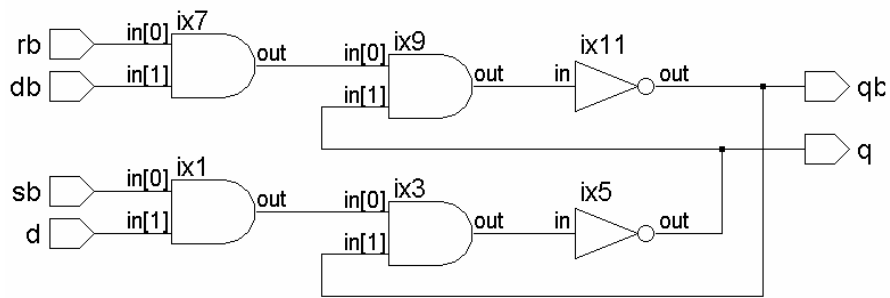 rb in[0] ix7 out in[0] ix9 out in ix11 out qb
db in[1] in[1] q
sb in[0] ix1 out in[0] ix3 out in ix5 out
d in[1] in[1]